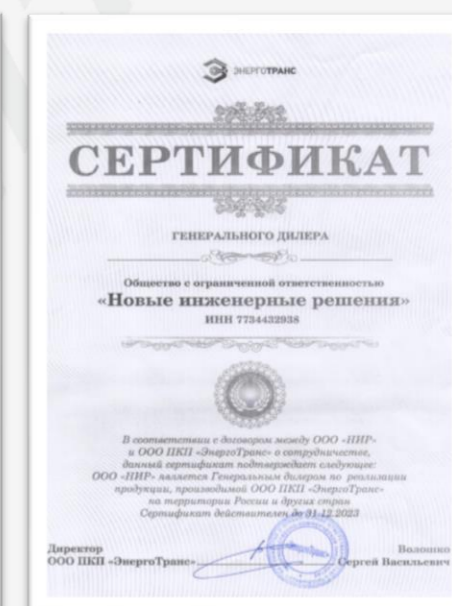 ЭНЕРГОТРАНС
СЕРТИФИКАТ
ГЕНЕРАЛЬНОГО ДИЛЕРА
Общество с ограниченной ответственностью
«Новые инженерные решения»
ИНН 7734432938
В соответствии с договором между ООО «НИР»
и ООО ПКП «ЭнергоТранс» о сотрудничестве,
данный сертификат подтверждает следующее:
ООО «НИР» является Генеральным дилером по реализации
продукции, производимой ООО ПКП «ЭнергоТранс»
на территории России и других стран
Сертификат действителен до 31.12.2023
Директор
ООО ПКП «ЭнергоТранс»
Волошко
Сергей Васильевич